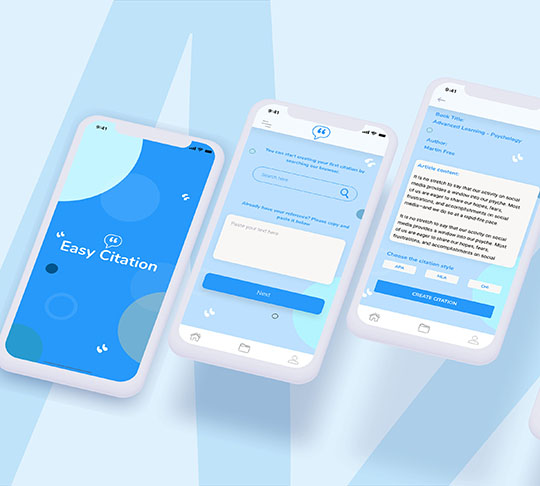 9:41
Easy Citation
9:41
You can start creating your first citation by
searching our browser.
Search here
Already have your reference? Please copy and
paste it below
Paste your text here
Next
9:41
Book Title:
Advanced Learning - Psychology
Author:
Martin Frias
Article content:
It is no stretch to say that our activity on social
media provides a window into our psyche. Most
of us are eager to share our hopes, fears,
frustrations, and accomplishments on social
media—and we do so at a rapid-fire pace
It is no stretch to say that our activity on social
media provides a window into our psyche. Most
of us are eager to share our hopes, fears,
frustrations, and accomplishments on social
Choose the citation style
APA
MLA
CHI
CREATE CITATION